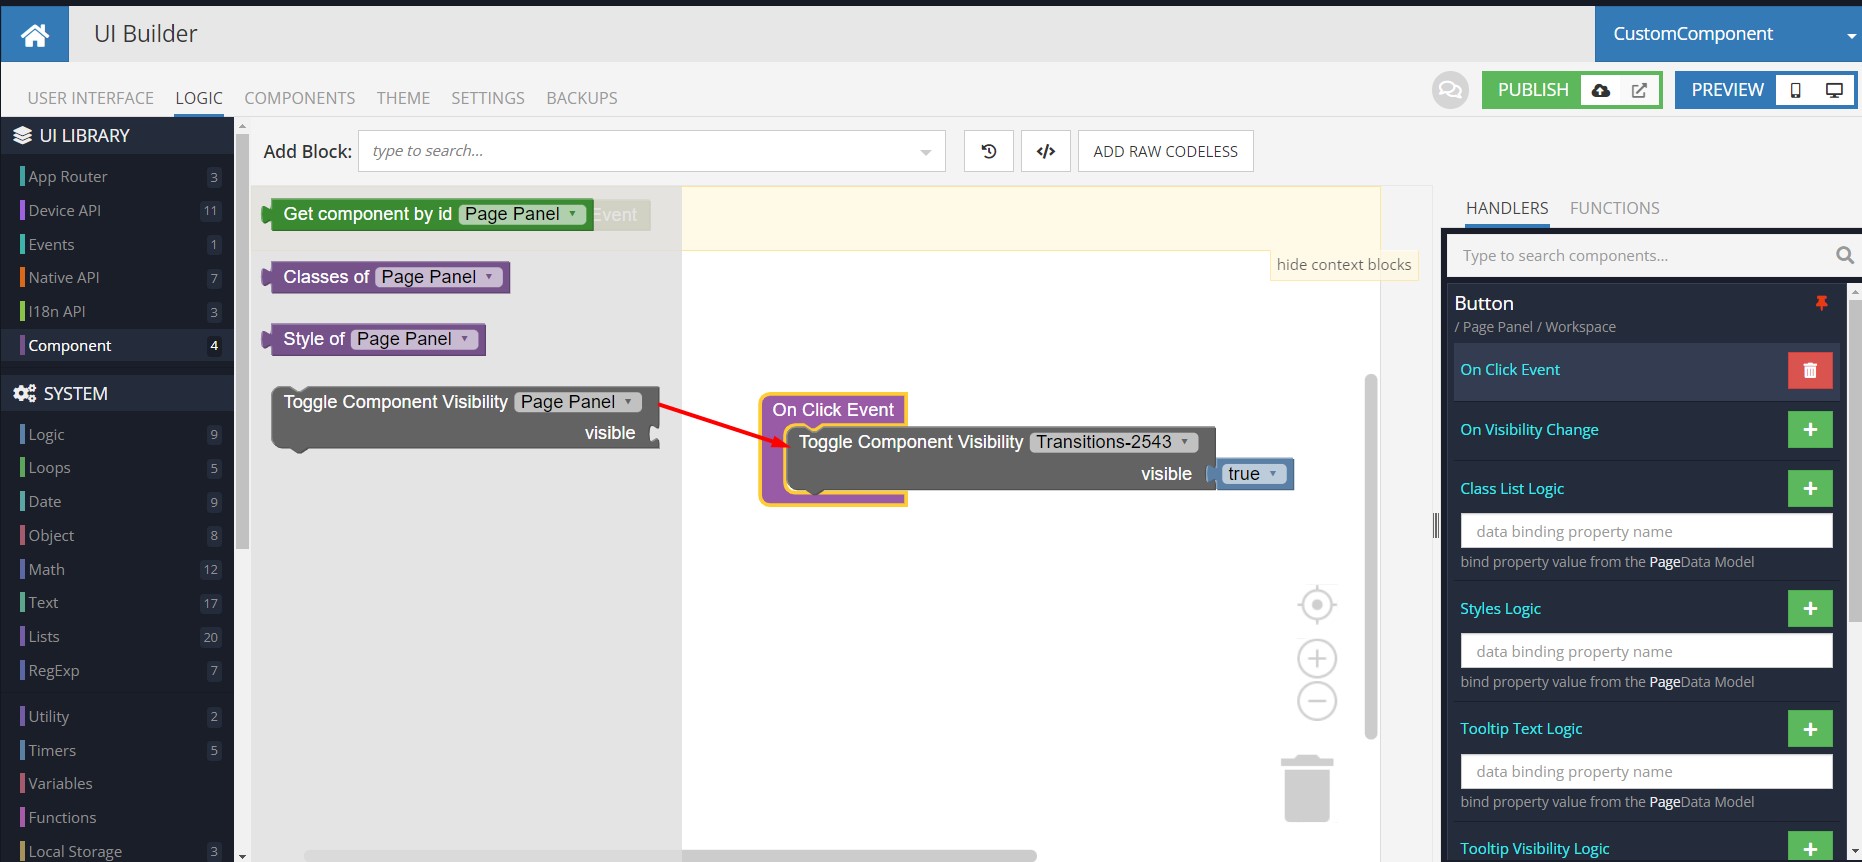 UI Builder
CustomComponent
USER INTERFACE LOGIC COMPONENTS THEME SETTINGS BACKUPS
PUBLISH
PREVIEW
UI LIBRARY
App Router 3
Device API 11
Events 1
Native API 7
I18n API 3
Component 4
SYSTEM
Logic 9
Loops 5
Date 9
Object 8
Math 12
Text 17
Lists 20
RegExp 7
Utility 2
Timers 5
Variables
Functions
Local Storage 3
Add Block: type to search... </> ADD RAW CODELESS
Get component by id Page Panel
Event
Classes of Page Panel
Style of Page Panel
Toggle Component Visibility Page Panel
visible
hide context blocks
On Click Event
Toggle Component Visibility Transitions-2543
visible true
HANDLERS FUNCTIONS
Type to search components...
Button
/ Page Panel / Workspace
On Click Event
On Visibility Change
Class List Logic
data binding property name
bind property value from the PageData Model
Styles Logic
data binding property name
bind property value from the PageData Model
Tooltip Text Logic
data binding property name
bind property value from the PageData Model
Tooltip Visibility Logic